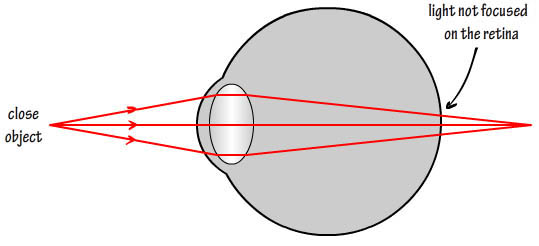 light not focused
on the retina
close
object